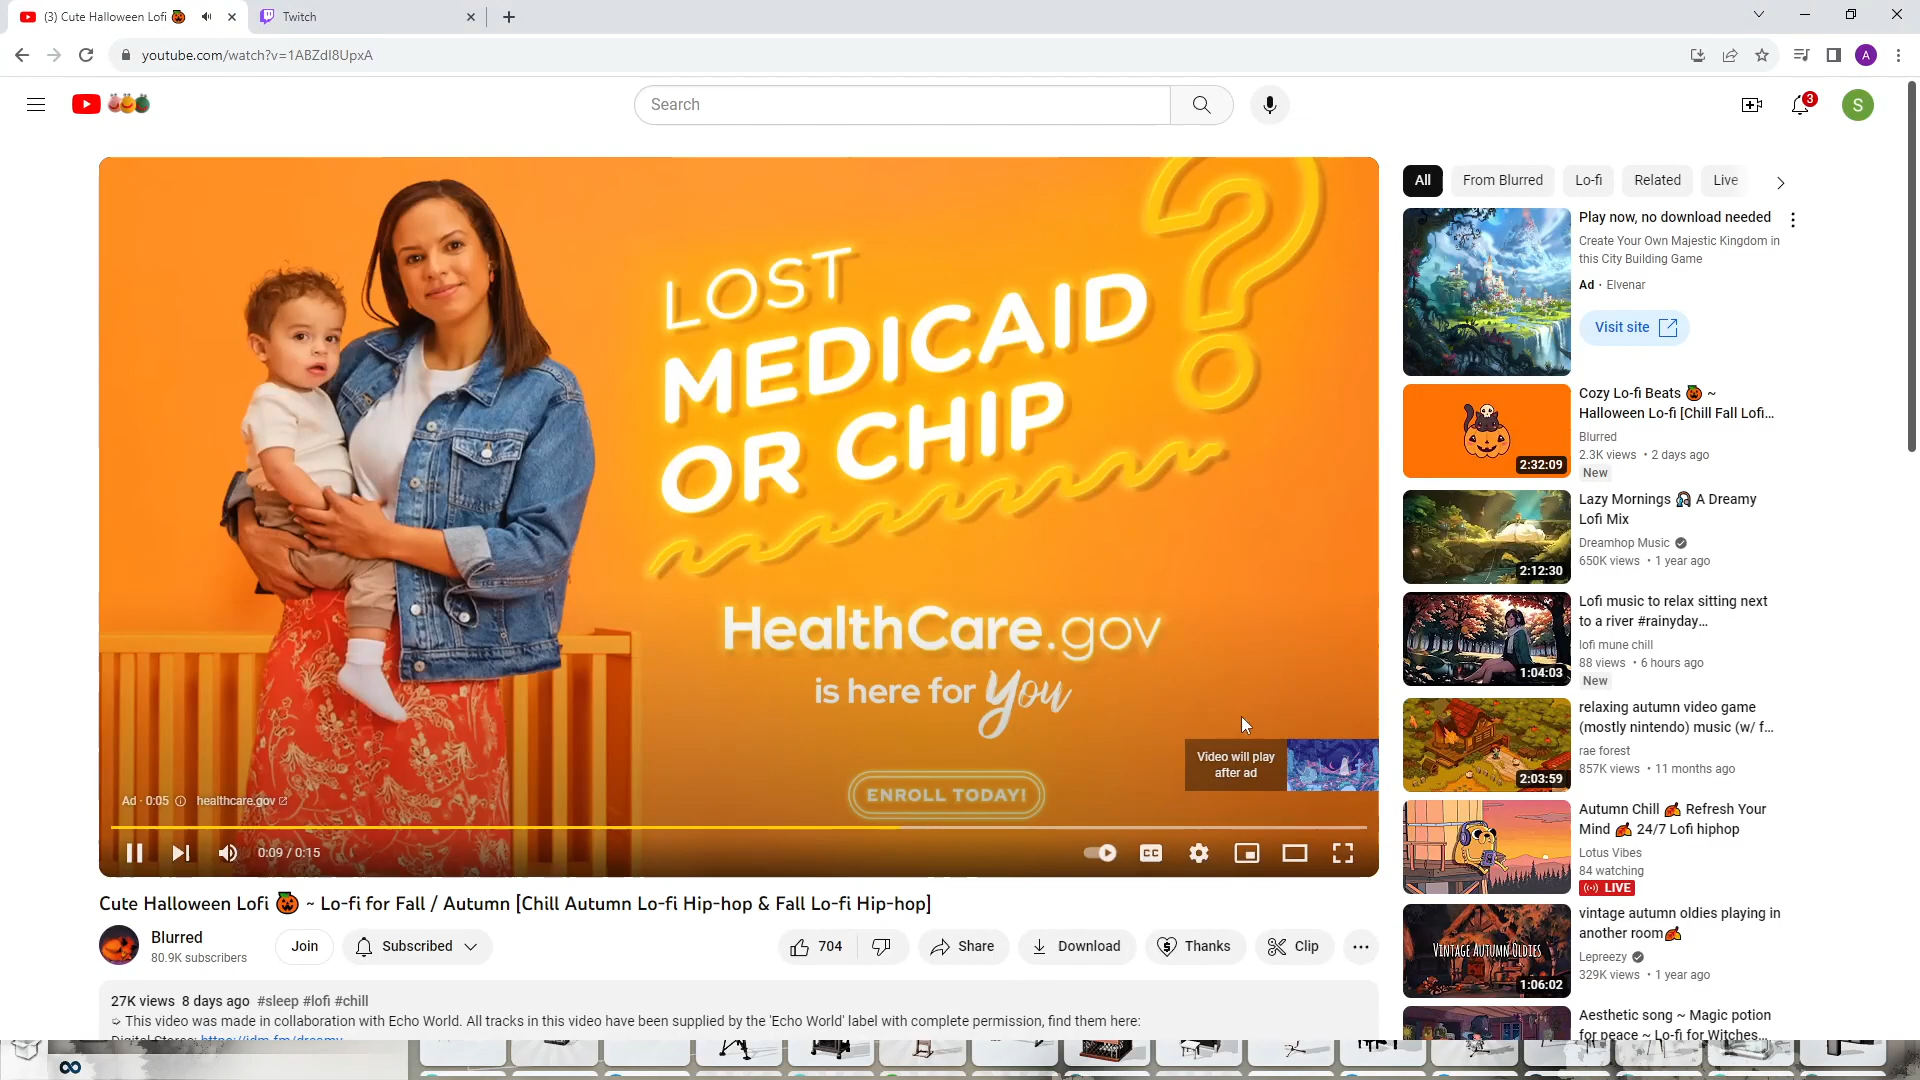 (3) Cute Halloween Lofi 🎃
Twitch
youtube.com/watch?v=1ABZdI8UpxA
A
Search
3
S
LOST
MEDICAID
OR CHIP
?
HealthCare.gov
is here for You
ENROLL TODAY!
Video will play
after ad
Ad · 0:05
healthcare.gov
0:09 / 0:15
CC
Cute Halloween Lofi 🎃 ~ Lo-fi for Fall / Autumn [Chill Autumn Lo-fi Hip-hop & Fall Lo-fi Hip-hop]
Blurred
80.9K subscribers
Join
Subscribed
704
Share
Download
Thanks
Clip
27K views 8 days ago #sleep #lofi #chill
➭ This video was made in collaboration with Echo World. All tracks in this video have been supplied by the 'Echo World' label with complete permission, find them here:
All
From Blurred
Lo-fi
Related
Live
Play now, no download needed
Create Your Own Majestic Kingdom in
this City Building Game
Ad · Elvenar
Visit site
Cozy Lo-fi Beats 🎃 ~
Halloween Lo-fi [Chill Fall Lofi...
Blurred
2.3K views • 2 days ago
New
2:32:09
Lazy Mornings 🎧 A Dreamy
Lofi Mix
Dreamhop Music
650K views • 1 year ago
2:12:30
Lofi music to relax sitting next
to a river #rainyday...
lofi mune chill
88 views • 6 hours ago
New
1:04:03
relaxing autumn video game
(mostly nintendo) music (w/ f...
rae forest
857K views • 11 months ago
2:03:59
Autumn Chill 🍂 Refresh Your
Mind 🍂 24/7 Lofi hiphop
Lotus Vibes
84 watching
LIVE
vintage autumn oldies playing in
another room🍂
Lepreezy
329K views • 1 year ago
VINTAGE AUTUMN OLDIES
1:06:02
Aesthetic song ~ Magic potion
for peace ~ Lo-fi for Witches...